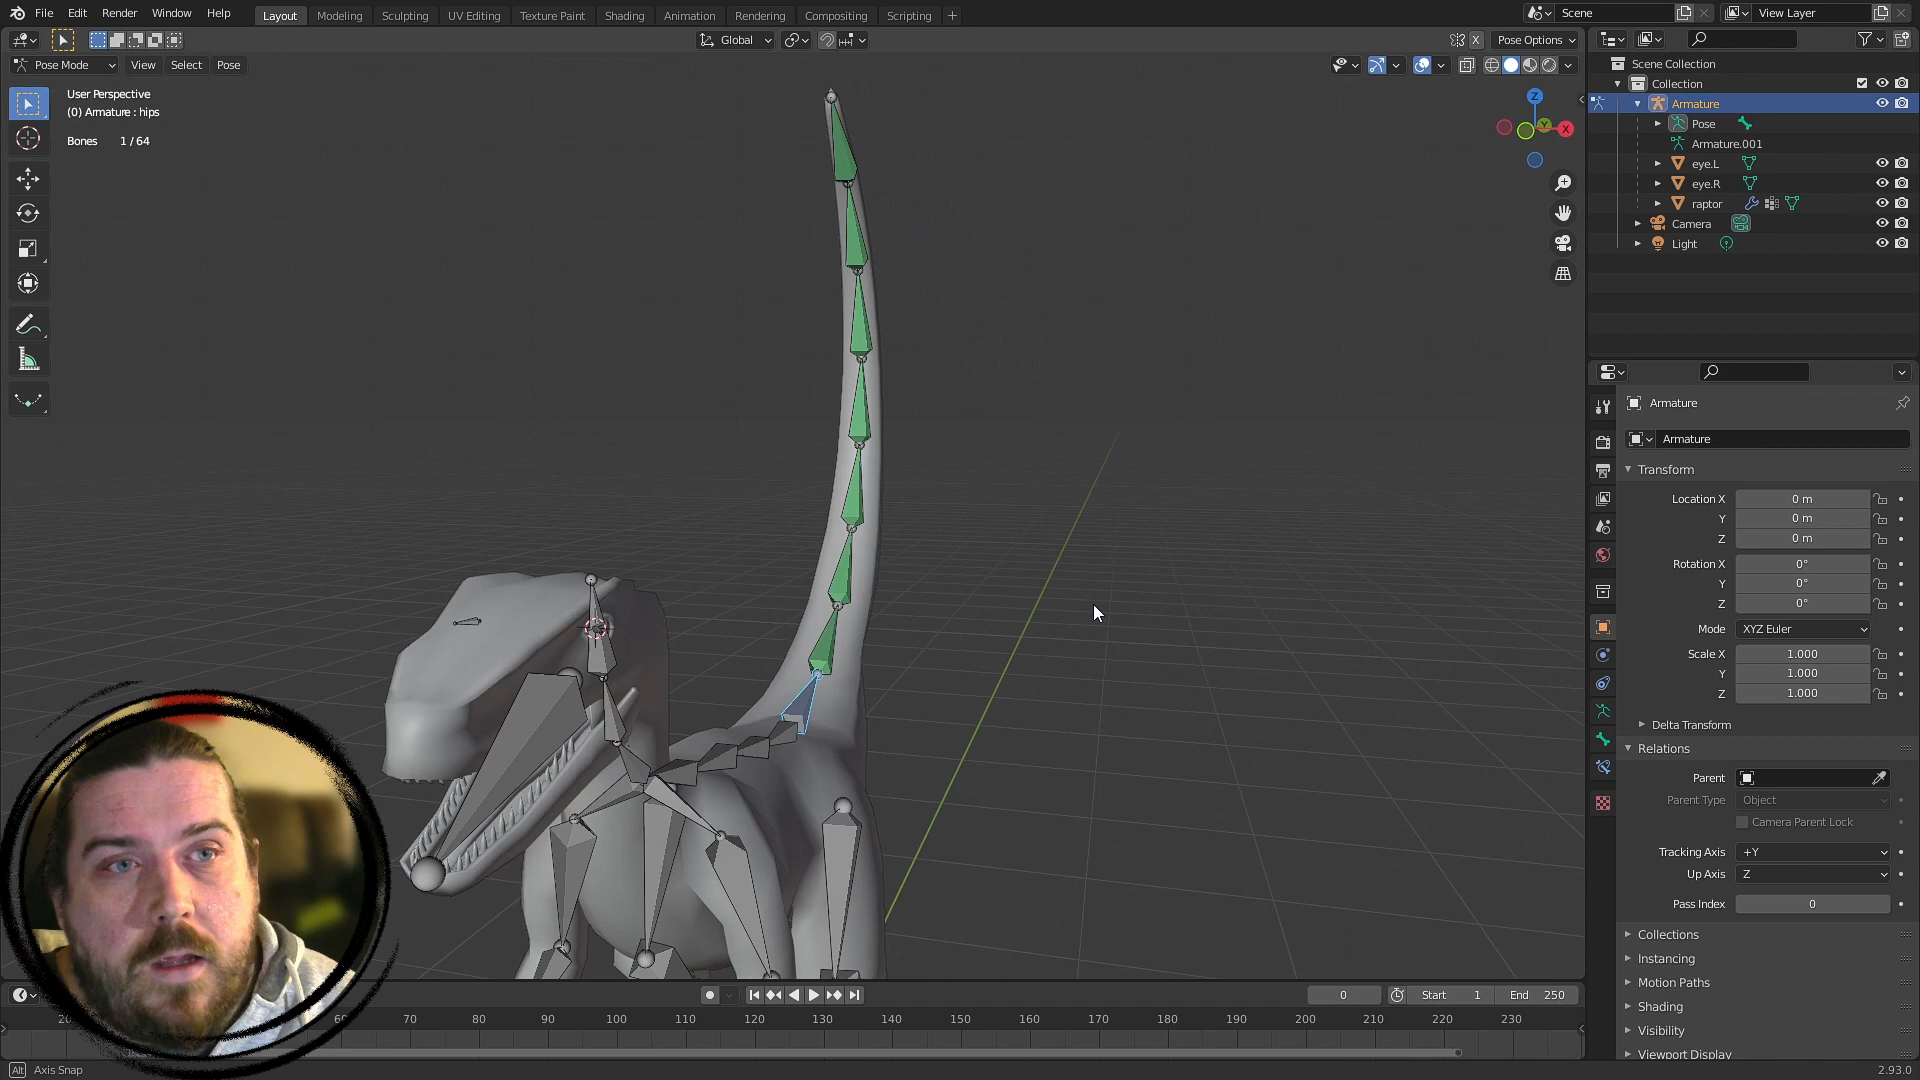 File Edit Render Window Help Layout Modeling Sculpting UV Editing Texture Paint Shading Animation Rendering Compositing Scripting + Scene View Layer
Global X Pose Options
Pose Mode View Select Pose
User Perspective
(0) Armature : hips
Bones 1 / 64
Z
Y
X
Scene Collection
Collection
Armature
Pose
Armature.001
eye.L
eye.R
raptor
Camera
Light
Armature
Armature
Transform
Location X 0 m
Y 0 m
Z 0 m
Rotation X 0°
Y 0°
Z 0°
Mode XYZ Euler
Scale X 1.000
Y 1.000
Z 1.000
Delta Transform
Relations
Parent
Parent Type Object
Camera Parent Lock
Tracking Axis +Y
Up Axis Z
Pass Index 0
Collections
Instancing
Motion Paths
Shading
Visibility
Viewport Display
0 Start 1 End 250
20 60 70 80 90 100 110 120 130 140 150 160 170 180 190 200 210 220 230
Alt Axis Snap 2.93.0